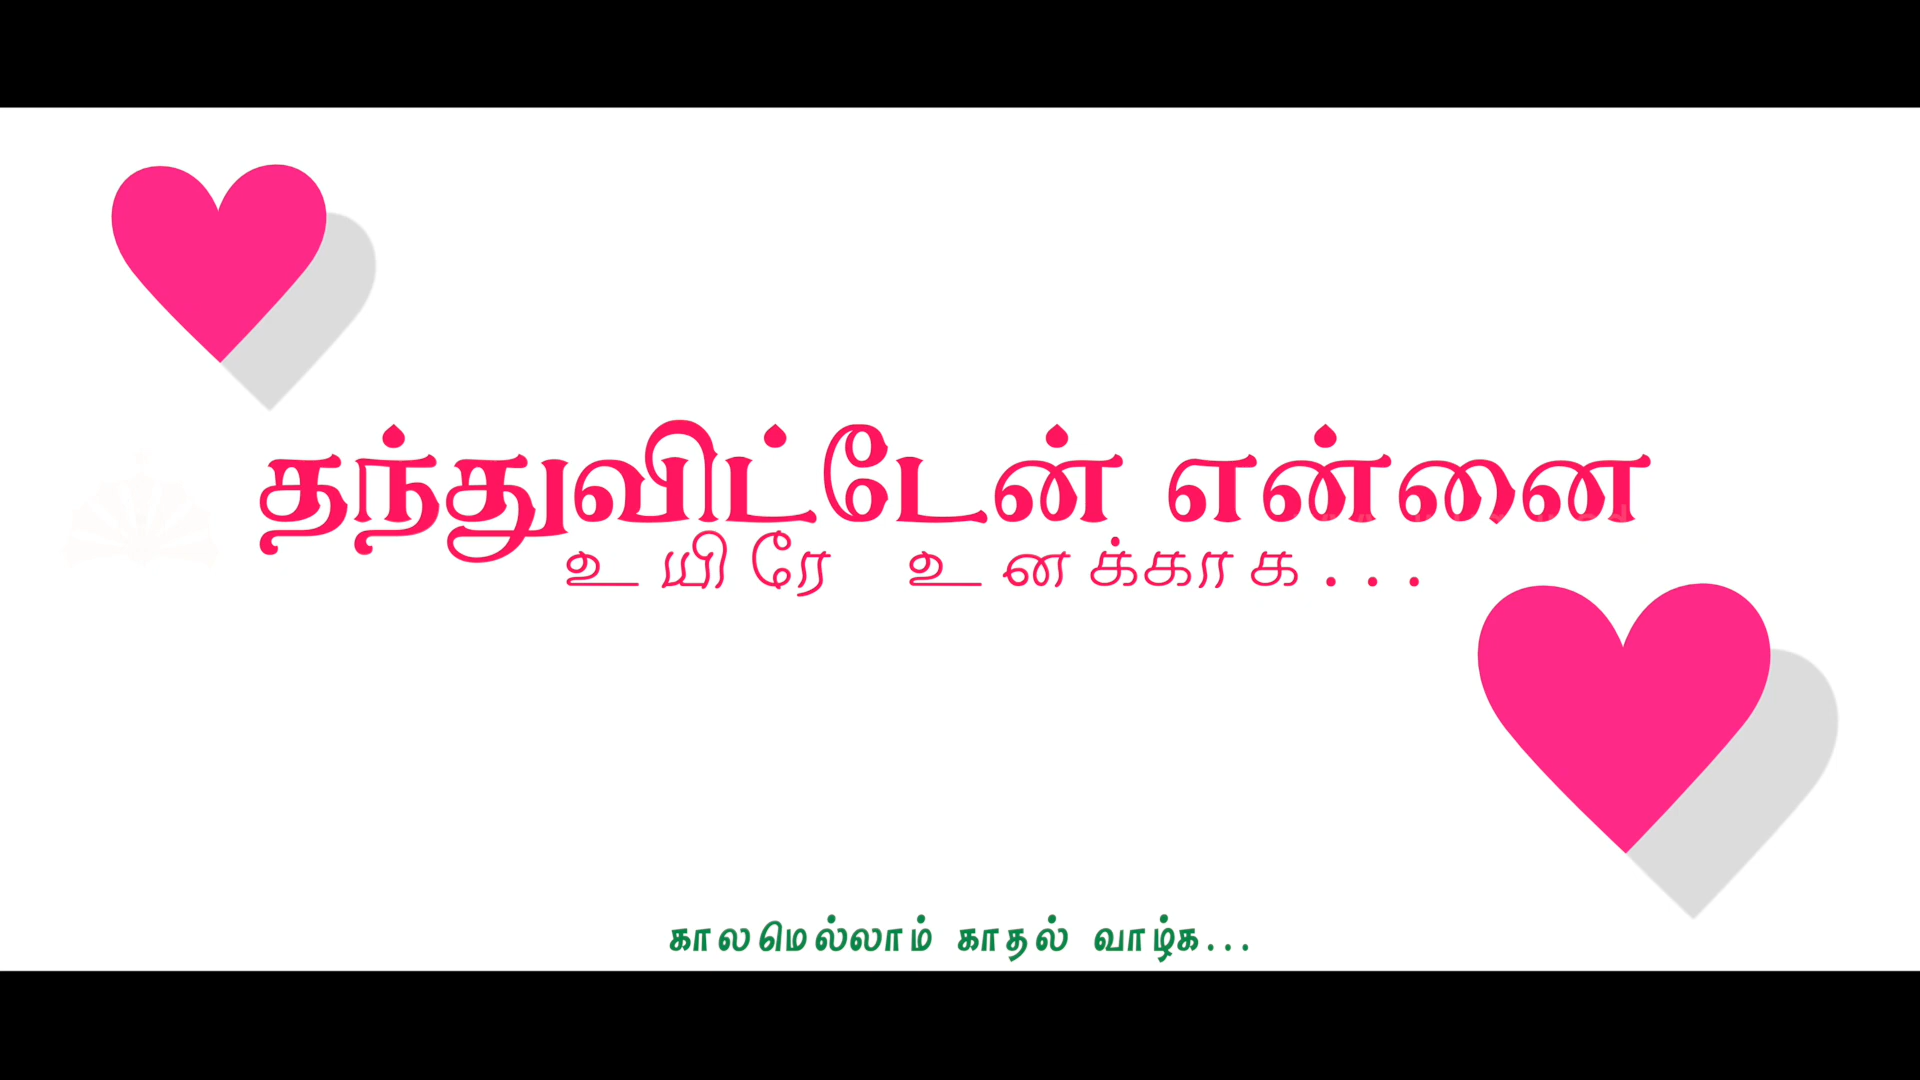 தந்துவிட்டேன் என்னை
உயிரே உனக்காக...
காலமெல்லாம் காதல் வாழ்க...